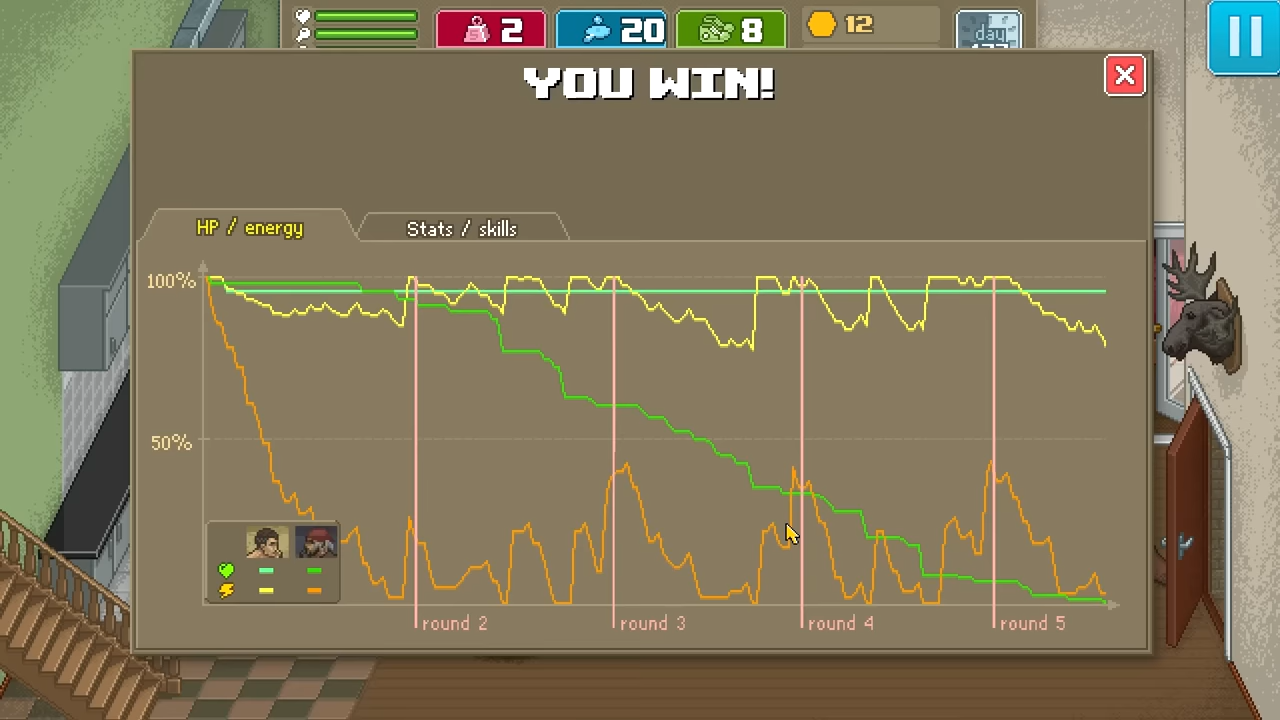 2
20
8
12
day
YOU WIN!
HP / energy
Stats / skills
100%
50%
round 2
round 3
round 4
round 5